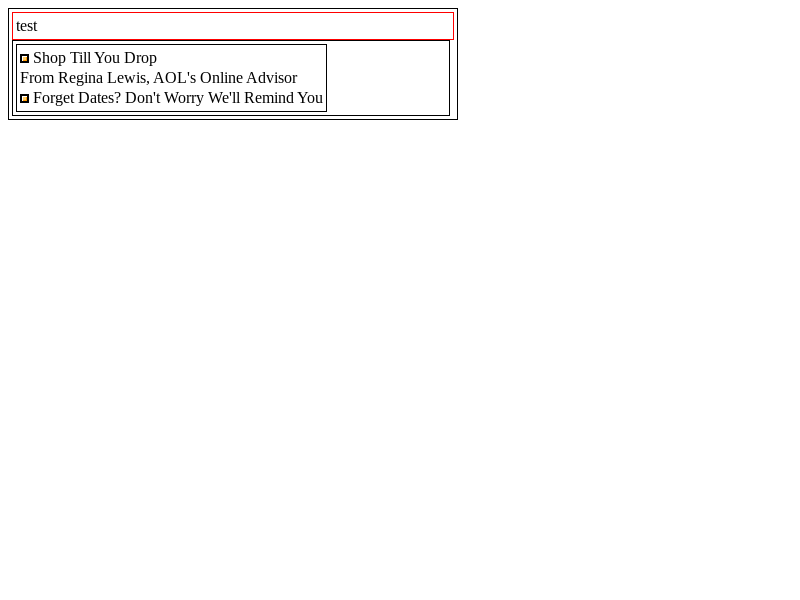 test
Shop Till You Drop
From Regina Lewis, AOL's Online Advisor
Forget Dates? Don't Worry We'll Remind You